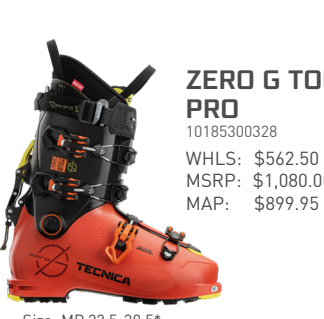 ZERO G TO
PRO
10185300328
WHLS: $562.50
MSRP: $1,080.0
MAP: $899.95
TECNICA